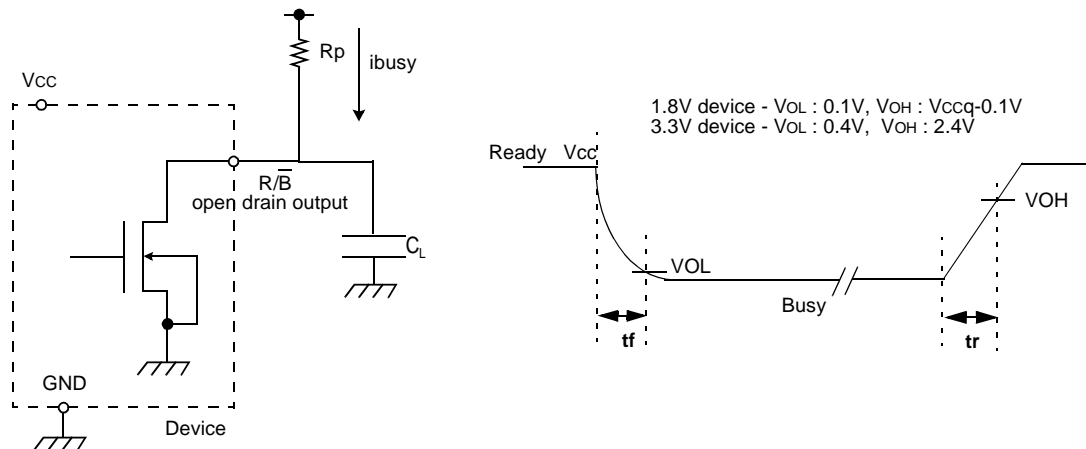 Rp
ibusy
VCC
R/B̅
open drain output
CL
GND
Device
1.8V device - VOL : 0.1V, VOH : VCCq-0.1V
3.3V device - VOL : 0.4V, VOH : 2.4V
Ready Vcc
VOH
VOL
Busy
tf
tr